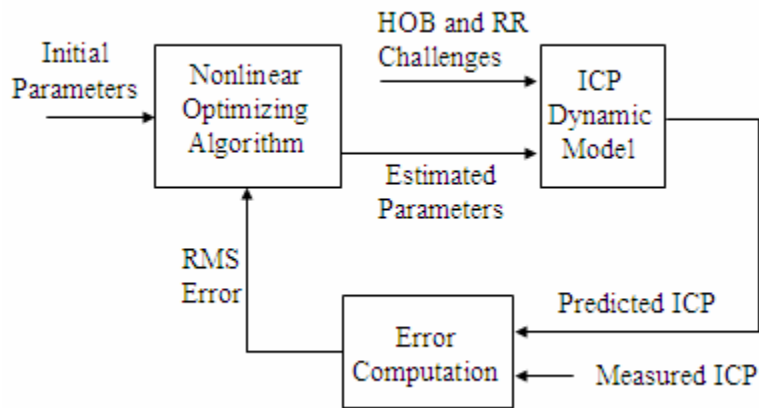 HOB and RR
Challenges
Initial
Parameters
Nonlinear
Optimizing
Algorithm
ICP
Dynamic
Model
Estimated
Parameters
RMS
Error
Predicted ICP
Error
Computation
Measured ICP